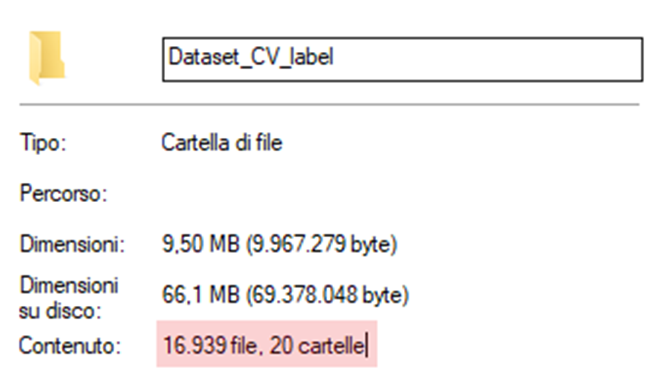 Dataset_CV_label
Tipo: Cartella di file
Percorso:
Dimensioni: 9,50 MB (9.967.279 byte)
Dimensioni
su disco: 66,1 MB (69.378.048 byte)
Contenuto: 16.939 file, 20 cartelle